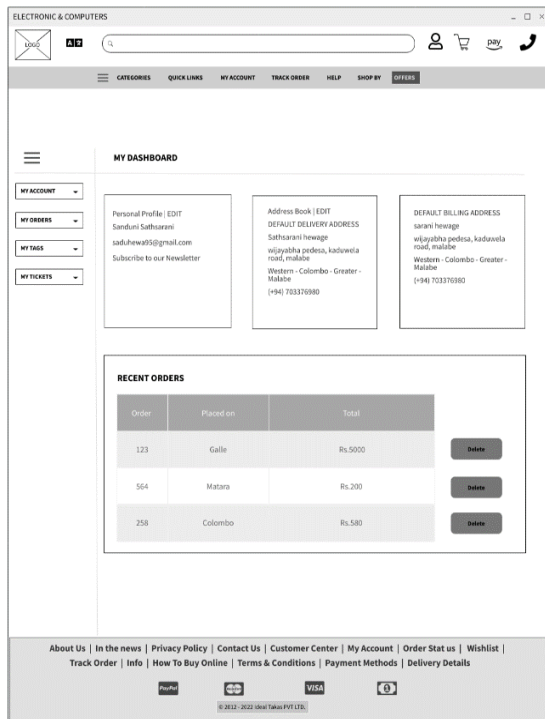 ELECTRONIC & COMPUTERS
LOGO
pay
CATEGORIES QUICK LINKS MY ACCOUNT TRACK ORDER HELP SHOP BY OFFERS
MY DASHBOARD
MY ACCOUNT
MY ORDERS
MY TAGS
MY TICKETS
Personal Profile | EDIT
Sanduni Sathsarani
saduhewa95@gmail.com
Subscribe to our Newsletter
Address Book | EDIT
DEFAULT DELIVERY ADDRESS
Sathsarani hewage
wijayabha pedesa, kaduwela
road, malabe
Western - Colombo - Greater -
Malabe
(+94) 703376980
DEFAULT BILLING ADDRESS
sarani hewage
wijayabha pedesa, kaduwela
road, malabe
Western - Colombo - Greater -
Malabe
(+94) 703376980
RECENT ORDERS
Order Placed on Total
123 Galle Rs.5000 Delete
564 Matara Rs.200 Delete
258 Colombo Rs.580 Delete
About Us | In the news | Privacy Policy | Contact Us | Customer Center | My Account | Order Stat us | Wishlist |
Track Order | Info | How To Buy Online | Terms & Conditions | Payment Methods | Delivery Details
PayPal VISA
© 2012 - 2022 Ideal Takas PVT LTD.